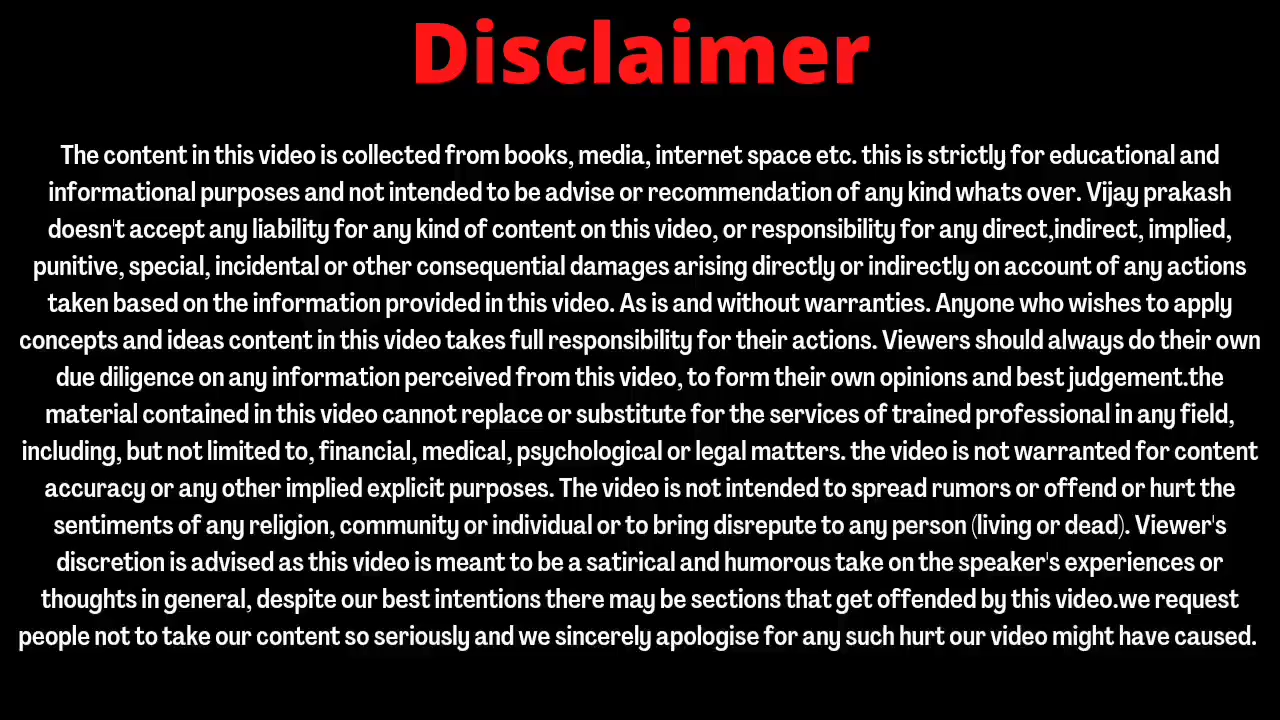 Disclaimer
The content in this video is collected from books, media, internet space etc. this is strictly for educational and
informational purposes and not intended to be advise or recommendation of any kind whats over. Vijay prakash
doesn't accept any liability for any kind of content on this video, or responsibility for any direct,indirect, implied,
punitive, special, incidental or other consequential damages arising directly or indirectly on account of any actions
taken based on the information provided in this video. As is and without warranties. Anyone who wishes to apply
concepts and ideas content in this video takes full responsibility for their actions. Viewers should always do their own
due diligence on any information perceived from this video, to form their own opinions and best judgement.the
material contained in this video cannot replace or substitute for the services of trained professional in any field,
including, but not limited to, financial, medical, psychological or legal matters. the video is not warranted for content
accuracy or any other implied explicit purposes. The video is not intended to spread rumors or offend or hurt the
sentiments of any religion, community or individual or to bring disrepute to any person (living or dead). Viewer's
discretion is advised as this video is meant to be a satirical and humorous take on the speaker's experiences or
thoughts in general, despite our best intentions there may be sections that get offended by this video.we request
people not to take our content so seriously and we sincerely apologise for any such hurt our video might have caused.